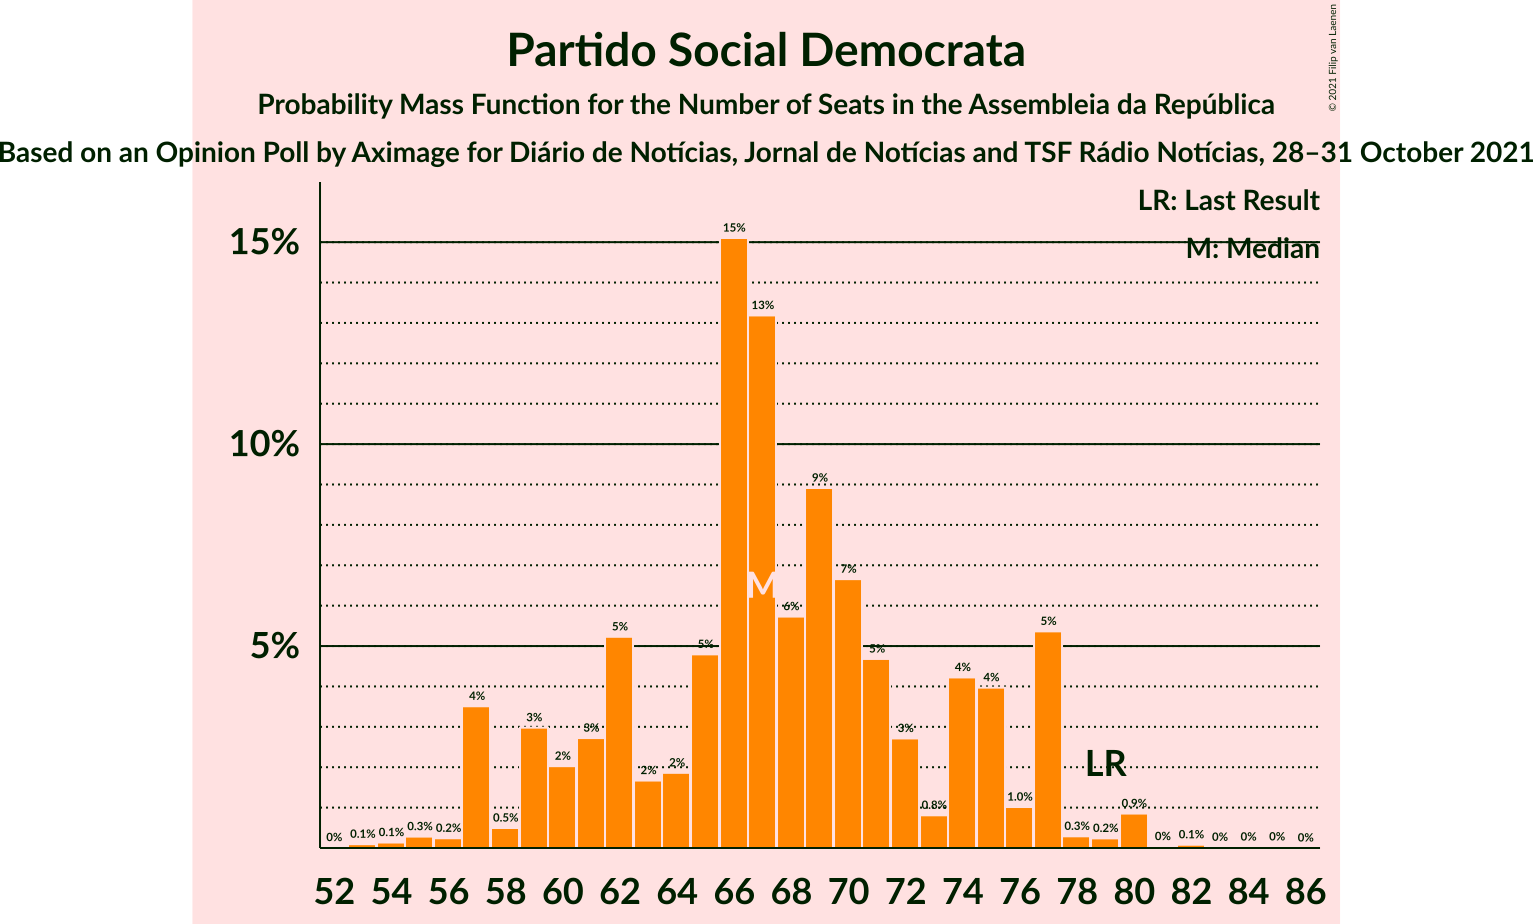 Partido Social Democrata
Probability Mass Function for the Number of Seats in the Assembleia da República
Based on an Opinion Poll by Aximage for Diário de Notícias, Jornal de Notícias and TSF Rádio Notícias, 28–31 October 2021
© 2021 Filip van Laenen
LR: Last Result
M: Median
15%
10%
5%
0% 0.1% 0.1% 0.3% 0.2% 4% 0.5% 3% 2% 3% 5% 2% 2% 5% 15% 13% 6% 9% 7% 5% 3% 0.8% 4% 4% 1.0% 5% 0.3% 0.2% 0.9% 0% 0.1% 0% 0% 0% 0%
M
LR
52 54 56 58 60 62 64 66 68 70 72 74 76 78 80 82 84 86